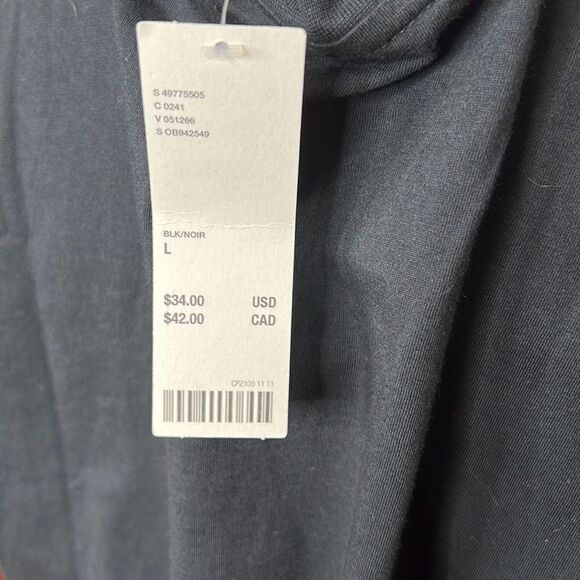 S 49775505
C 0241
V 051266
S OB942549
BLK/NOIR
L
$34.00 USD
$42.00 CAD
CP2109 11 11